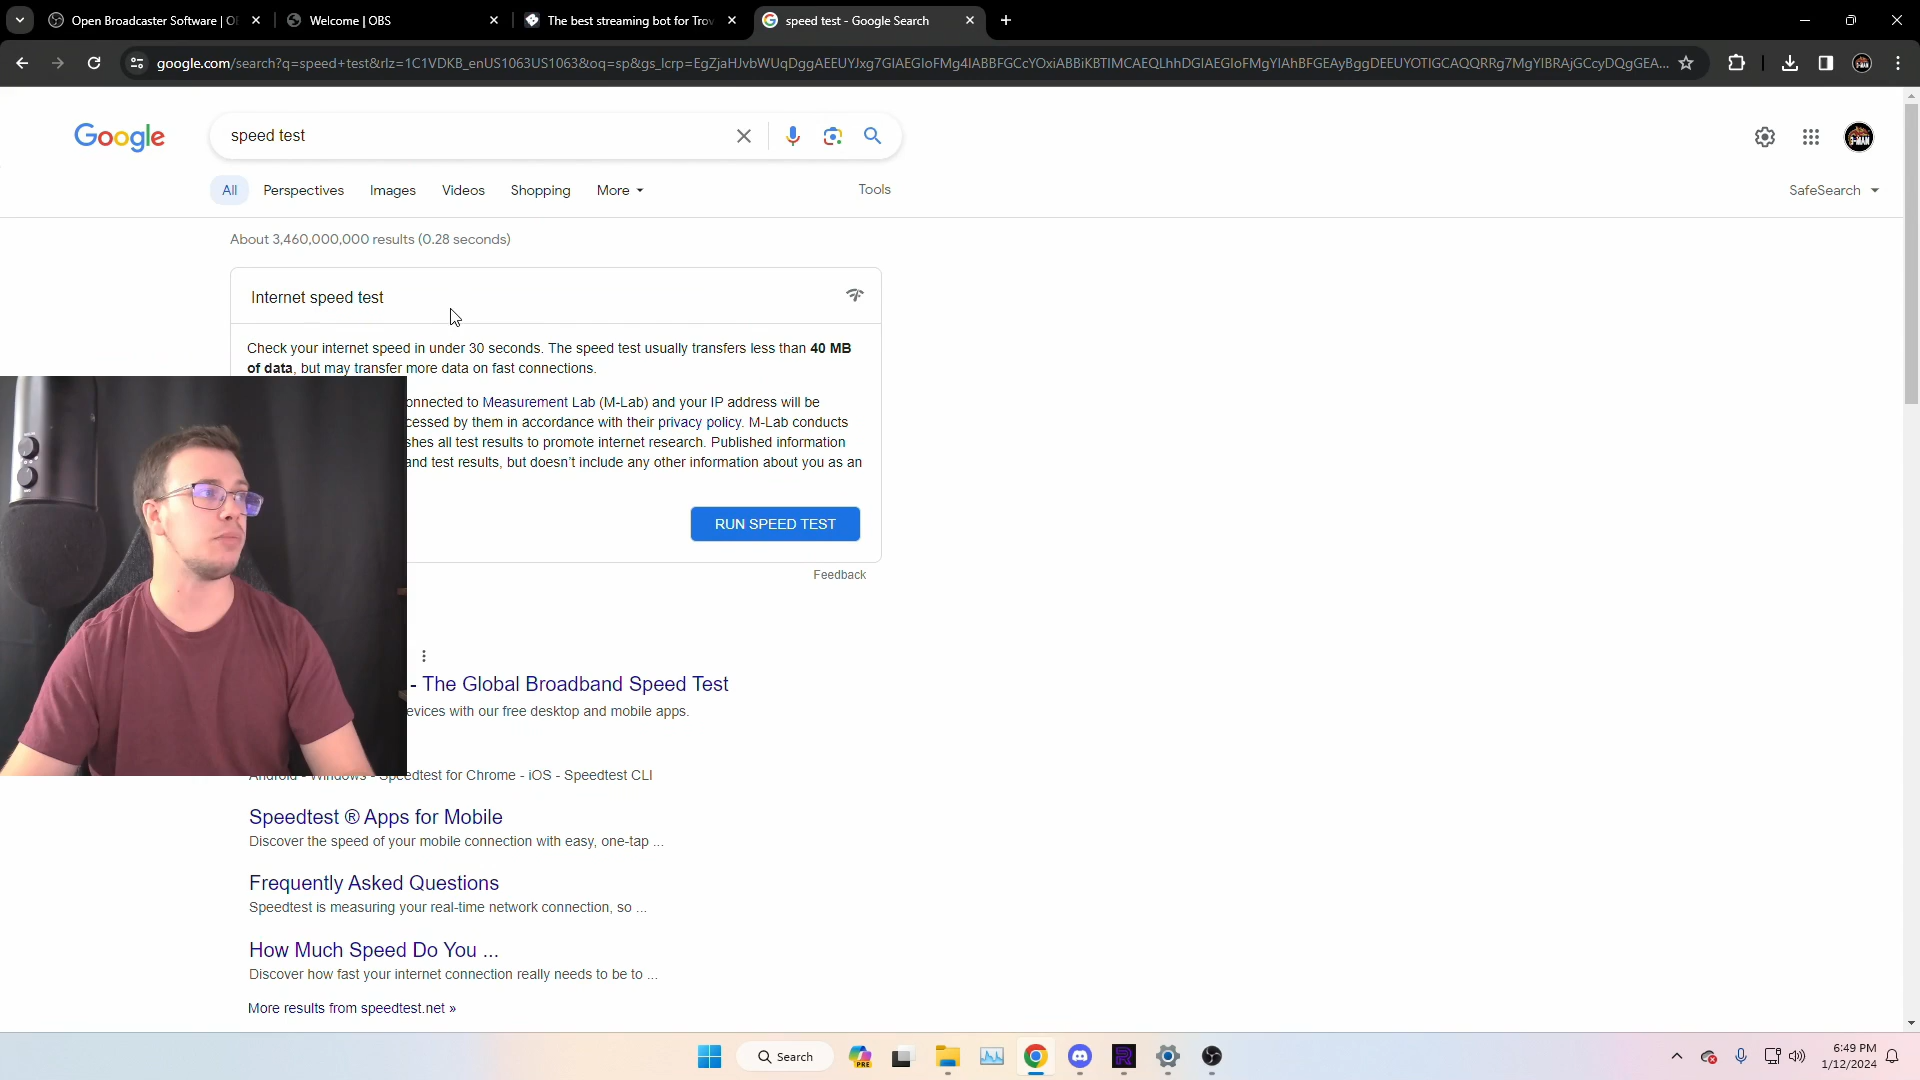 Open Broadcaster Software | O
Welcome | OBS
The best streaming bot for Trov
speed test - Google Search
google.com/search?q=speed+test&rlz=1C1VDKB_enUS1063US1063&oq=sp&gs_lcrp=EgZjaHJvbWUqDggAEEUYJxg7GIAEGIoFMg4IABBFGCcYOxiABBiKBTIMCAEQLhhDGIAEGIoFMgYIAhBFGEAyBggDEEUYOTIGCAQQRRg7MgYIBRAjGCcyDQgGEA...
Google
speed test
All Perspectives Images Videos Shopping More Tools
SafeSearch
About 3,460,000,000 results (0.28 seconds)
Internet speed test
Check your internet speed in under 30 seconds. The speed test usually transfers less than 40 MB
of data, but may transfer more data on fast connections.
onnected to Measurement Lab (M-Lab) and your IP address will be
cessed by them in accordance with their privacy policy. M-Lab conducts
shes all test results to promote internet research. Published information
and test results, but doesn't include any other information about you as an
RUN SPEED TEST
Feedback
- The Global Broadband Speed Test
evices with our free desktop and mobile apps.
Speedtest for Chrome - iOS - Speedtest CLI
Speedtest ® Apps for Mobile
Discover the speed of your mobile connection with easy, one-tap ...
Frequently Asked Questions
Speedtest is measuring your real-time network connection, so ...
How Much Speed Do You ...
Discover how fast your internet connection really needs to be to ...
More results from speedtest.net »
Search
PRE
6:49 PM
1/12/2024